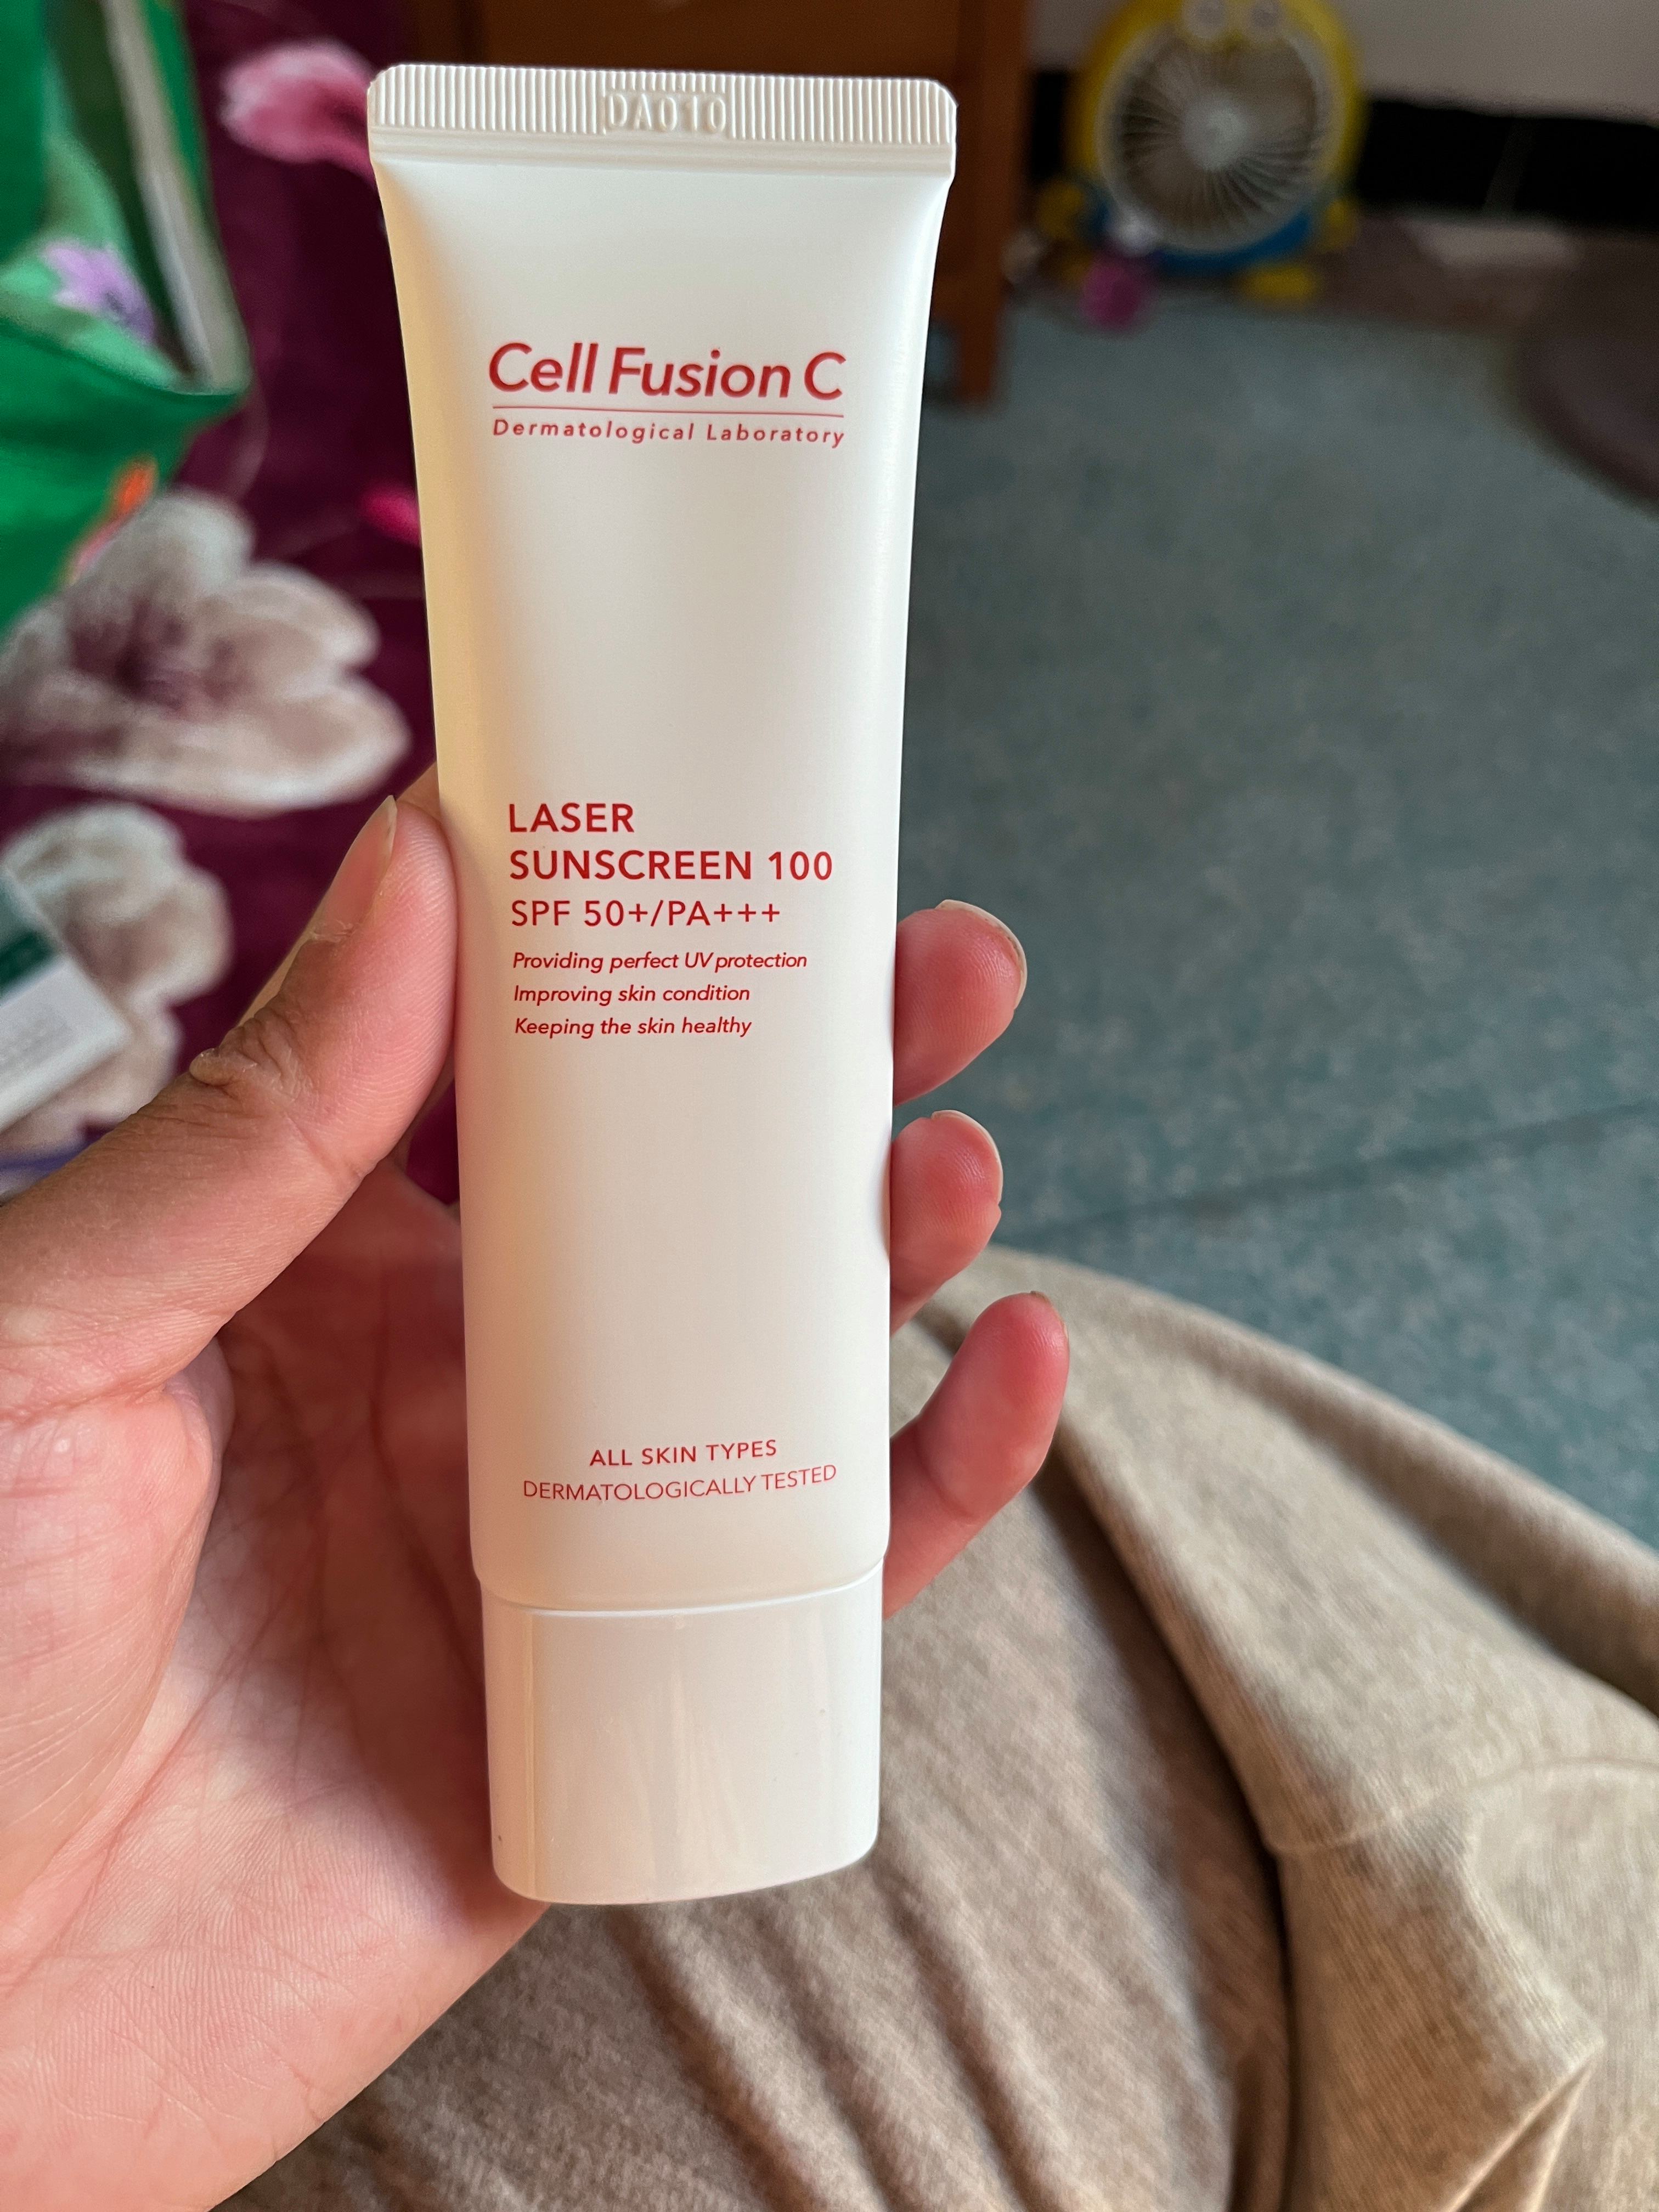 DA010
Cell Fusion C
Dermatological Laboratory
LASER
SUNSCREEN 100
SPF 50+/PA+++
Providing perfect UV protection
Improving skin condition
Keeping the skin healthy
ALL SKIN TYPES
DERMATOLOGICALLY TESTED